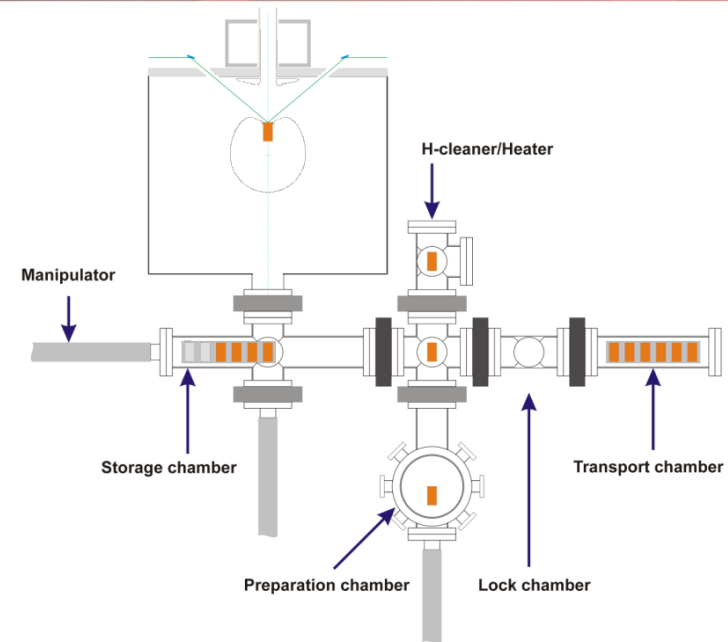 H-cleaner/Heater
Manipulator
Storage chamber
Transport chamber
Preparation chamber
Lock chamber